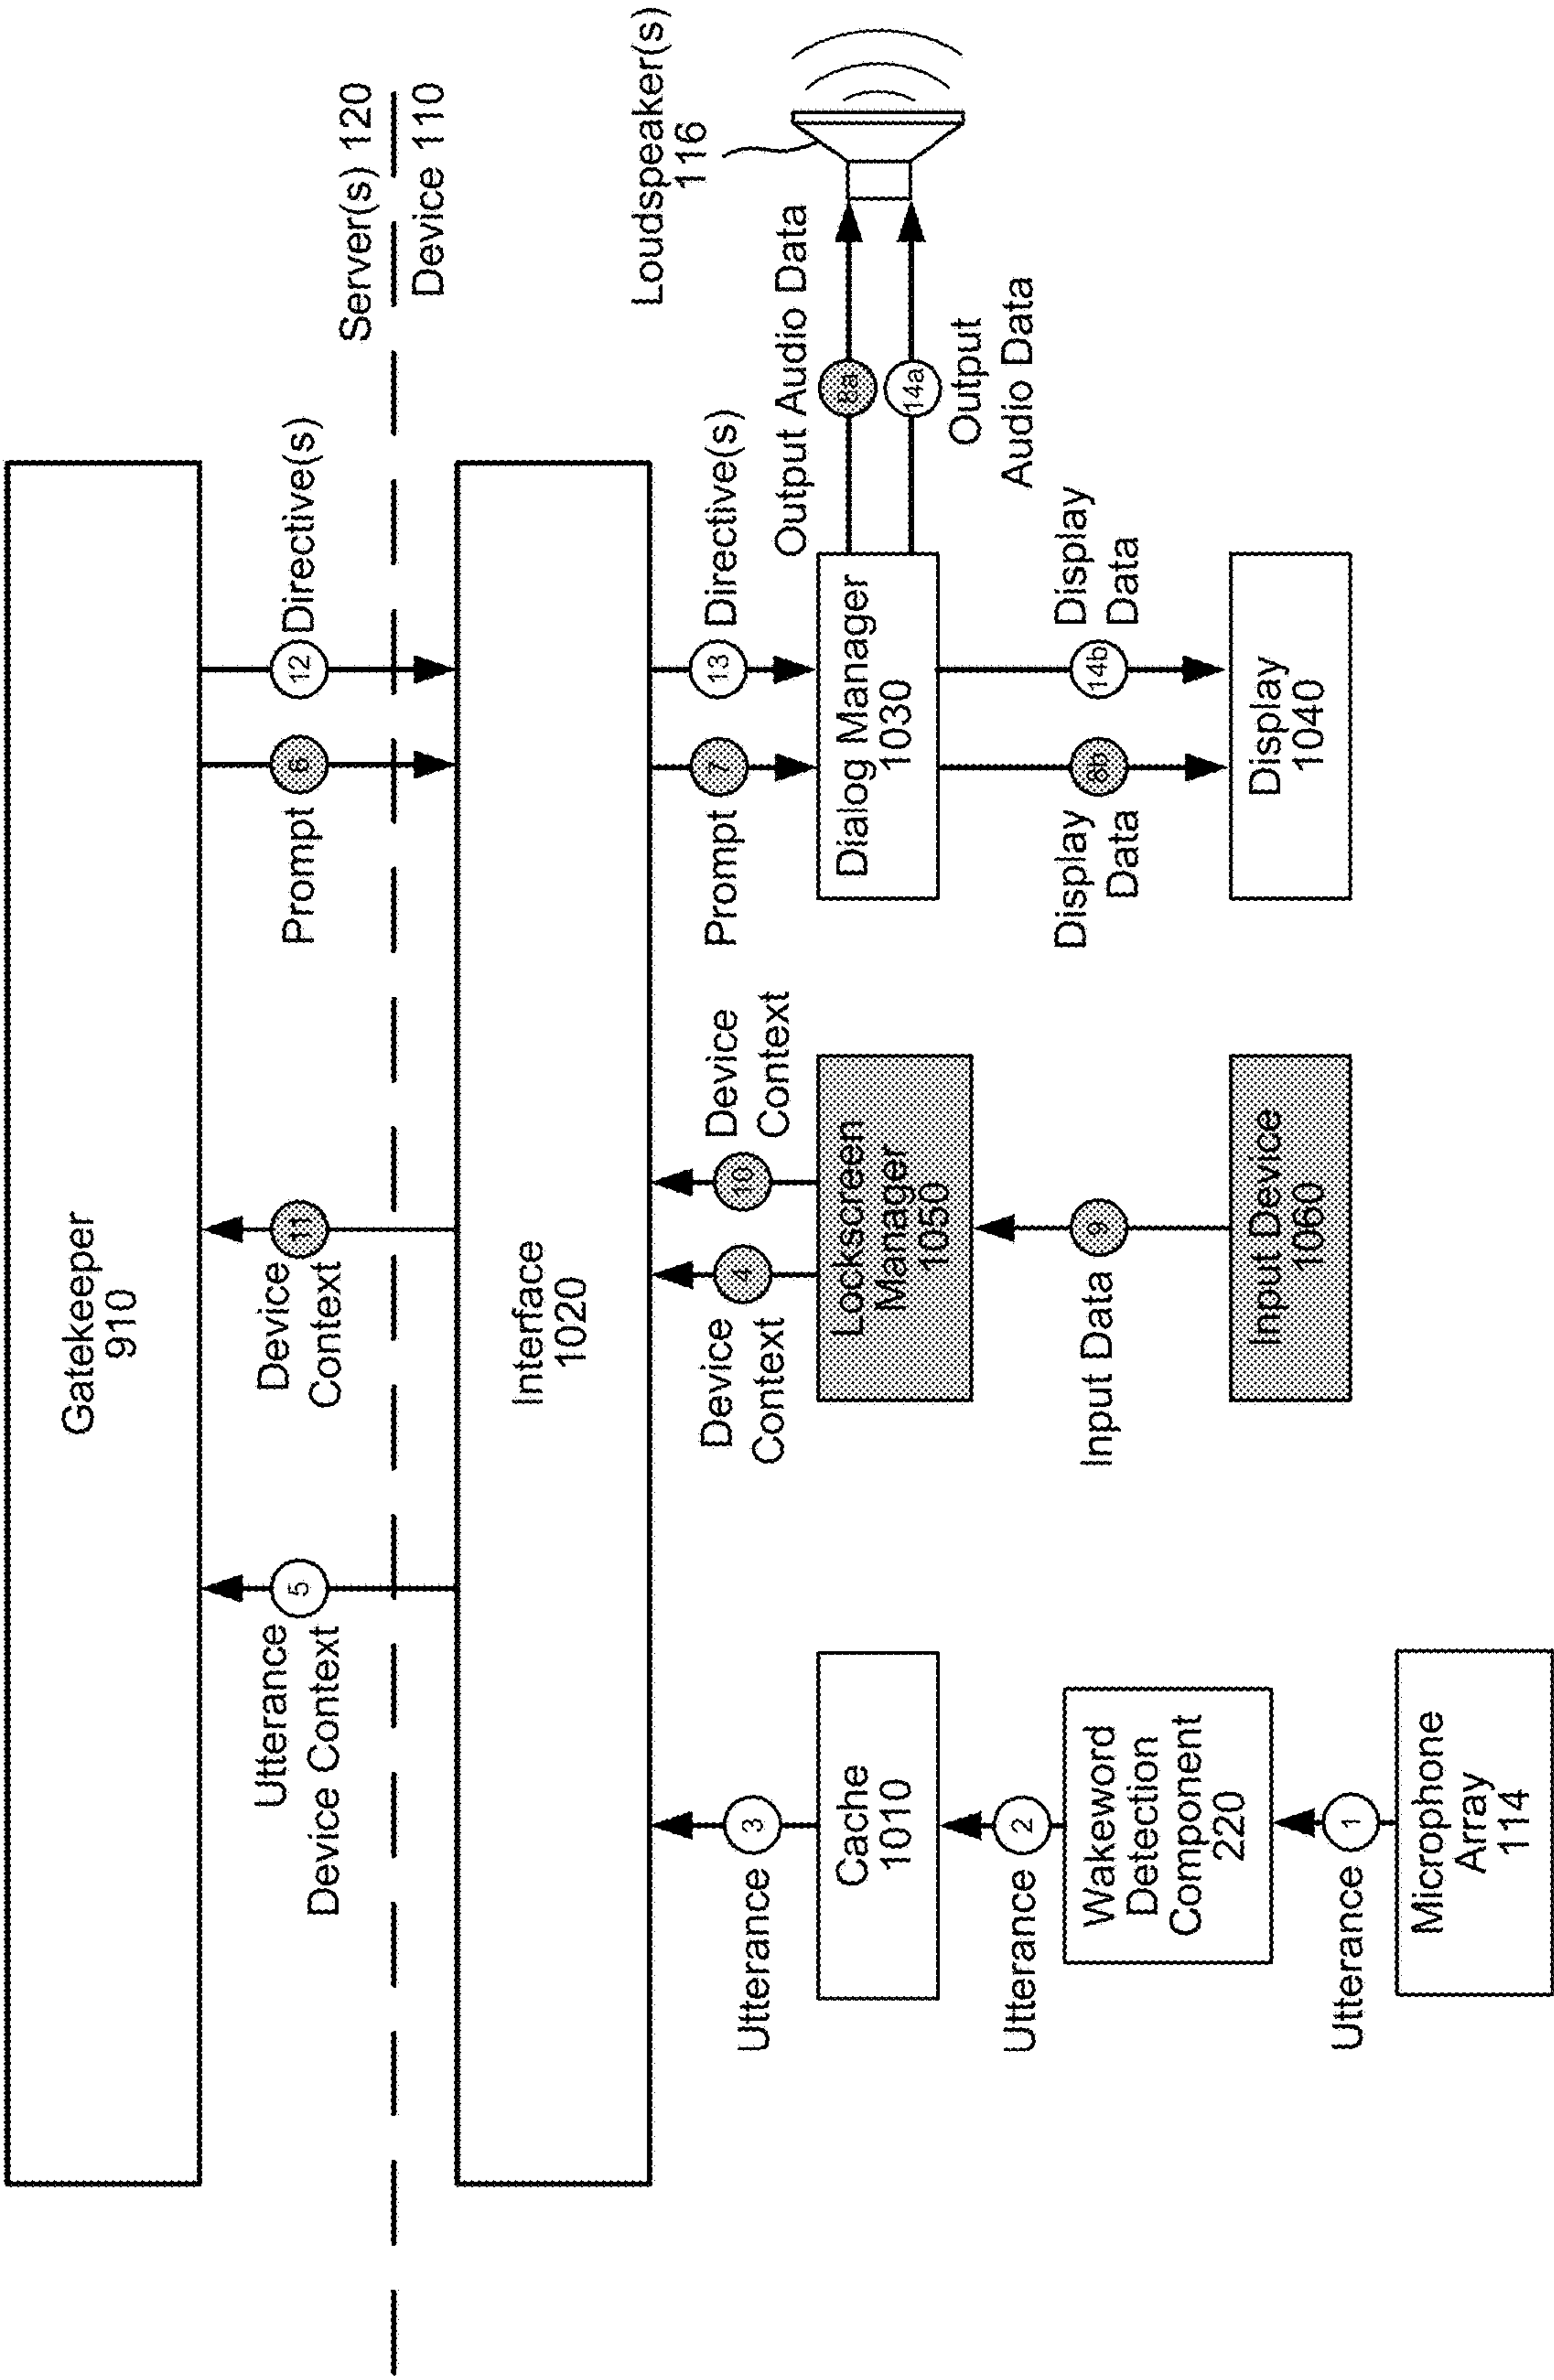 Gatekeeper
910
Utterance
Device Context
5
Device
Context
11
Prompt
6
12
Directive(s)
Server(s) 120
Device 110
Interface
1020
Utterance
3
Device
Context
4
10
Device
Context
Prompt
7
13
Directive(s)
Loudspeaker(s)
116
Cache
1010
Lockscreen
Manager
1050
Dialog Manager
1030
Output Audio Data
8a
14a
Output
Audio Data
Utterance
2
Input Data
9
Display
Data
8b
14b
Display
Data
Wakeword
Detection
Component
220
Input Device
1060
Display
1040
Utterance
1
Microphone
Array
114